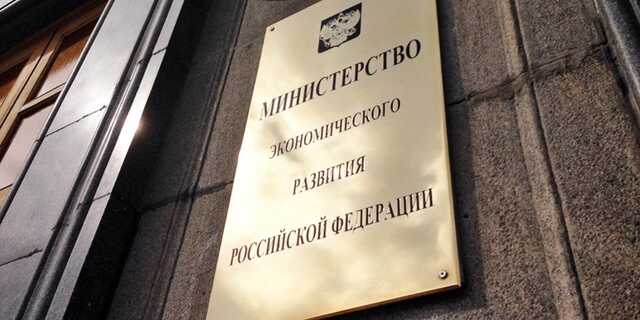 МИНИСТЕРСТВО
ЭКОНОМИЧЕСКОГО
РАЗВИТИЯ
РОССИЙСКОЙ ФЕДЕРАЦИИ